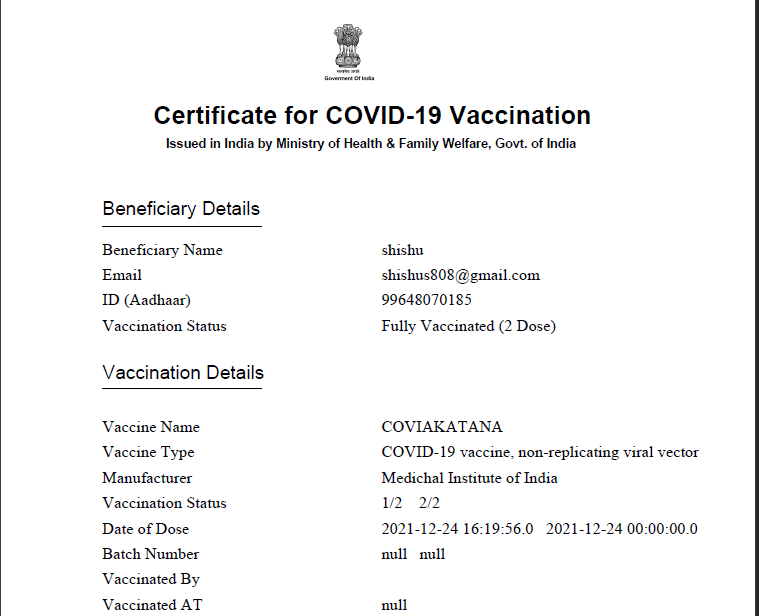 सत्यमेव जयते
Goverment Of India
Certificate for COVID-19 Vaccination
Issued in India by Ministry of Health & Family Welfare, Govt. of India
Beneficiary Details
Beneficiary Name shishu
Email shishus808@gmail.com
ID (Aadhaar) 99648070185
Vaccination Status Fully Vaccinated (2 Dose)
Vaccination Details
Vaccine Name COVIAKATANA
Vaccine Type COVID-19 vaccine, non-replicating viral vector
Manufacturer Medichal Institute of India
Vaccination Status 1/2 2/2
Date of Dose 2021-12-24 16:19:56.0 2021-12-24 00:00:00.0
Batch Number null null
Vaccinated By
Vaccinated AT null